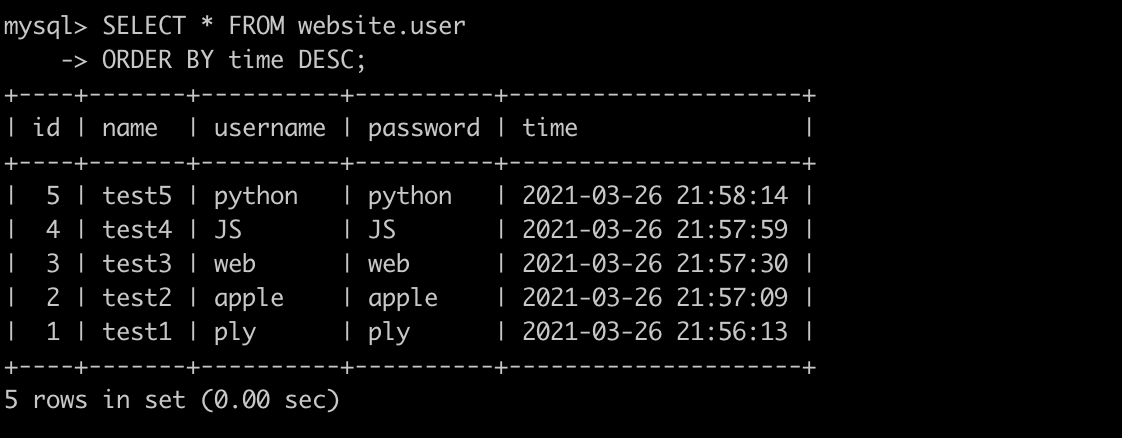 mysql> SELECT * FROM website.user
    -> ORDER BY time DESC;
+----+-------+----------+----------+---------------------+
| id | name  | username | password | time                |
+----+-------+----------+----------+---------------------+
|  5 | test5 | python   | python   | 2021-03-26 21:58:14 |
|  4 | test4 | JS       | JS       | 2021-03-26 21:57:59 |
|  3 | test3 | web      | web      | 2021-03-26 21:57:30 |
|  2 | test2 | apple    | apple    | 2021-03-26 21:57:09 |
|  1 | test1 | ply      | ply      | 2021-03-26 21:56:13 |
+----+-------+----------+----------+---------------------+
5 rows in set (0.00 sec)